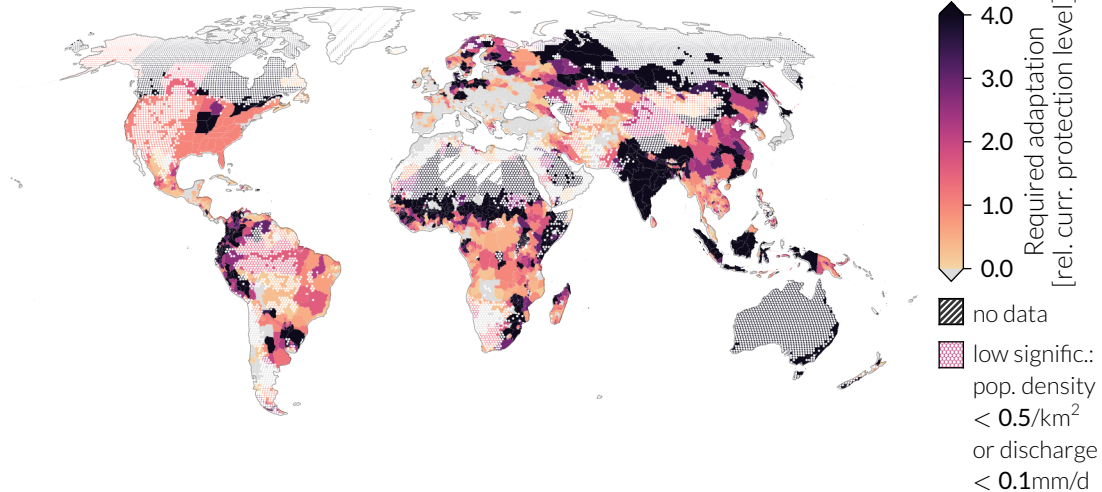 4.0
3.0
2.0
1.0
0.0
Required adaptation
[rel. curr. protection level]
no data
low signific.:
pop. density
< 0.5/km²
or discharge
< 0.1mm/d